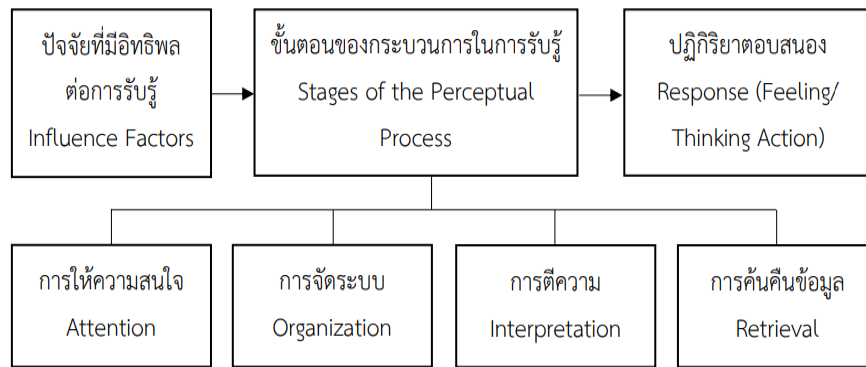 ปัจจัยที่มีอิทธิพล
ต่อการรับรู้
Influence Factors
ขั้นตอนของกระบวนการในการรับรู้
Stages of the Perceptual
Process
ปฏิกิริยาตอบสนอง
Response (Feeling/
Thinking Action)
การให้ความสนใจ
Attention
การจัดระบบ
Organization
การตีความ
Interpretation
การค้นคืนข้อมูล
Retrieval